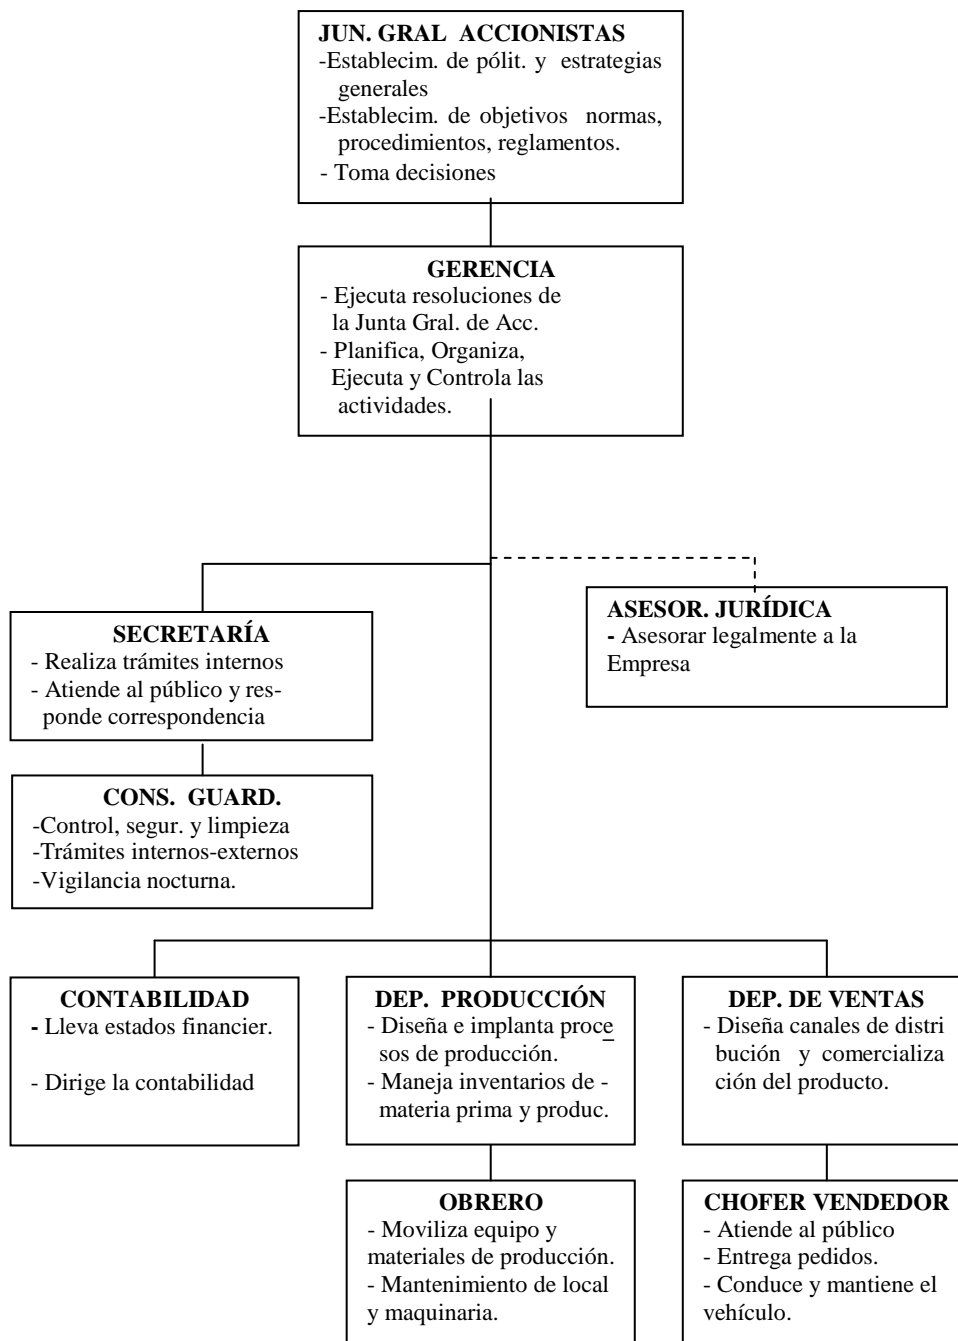 JUN. GRAL ACCIONISTAS
-Establecim. de pólit. y estrategias
generales
-Establecim. de objetivos normas,
procedimientos, reglamentos.
- Toma decisiones
GERENCIA
- Ejecuta resoluciones de
la Junta Gral. de Acc.
- Planifica, Organiza,
Ejecuta y Controla las
actividades.
ASESOR. JURÍDICA
- Asesorar legalmente a la
Empresa
SECRETARÍA
- Realiza trámites internos
- Atiende al público y res-
ponde correspondencia
CONS. GUARD.
-Control, segur. y limpieza
-Trámites internos-externos
-Vigilancia nocturna.
CONTABILIDAD
- Lleva estados financier.
- Dirige la contabilidad
DEP. PRODUCCIÓN
- Diseña e implanta proce
sos de producción.
- Maneja inventarios de -
materia prima y produc.
DEP. DE VENTAS
- Diseña canales de distri
bución y comercializa
ción del producto.
OBRERO
- Moviliza equipo y
materiales de producción.
- Mantenimiento de local
y maquinaria.
CHOFER VENDEDOR
- Atiende al público
- Entrega pedidos.
- Conduce y mantiene el
vehículo.